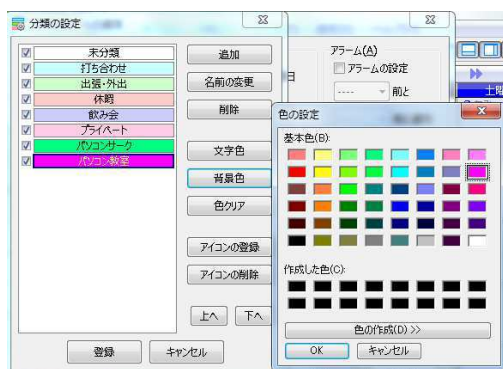 分類の設定
未分類
打ち合わせ
出張・外出
休暇
飲み会
プライベート
パソコンサーク
パソコン教室
追加
名前の変更
削除
文字色
背景色
色クリア
アイコンの登録
アイコンの削除
上へ 下へ
登録 キャンセル
アラーム(A)
アラームの設定
---- 前と
日
土曜
色の設定
基本色(B):
作成した色(C):
色の作成(D) >>
OK キャンセル